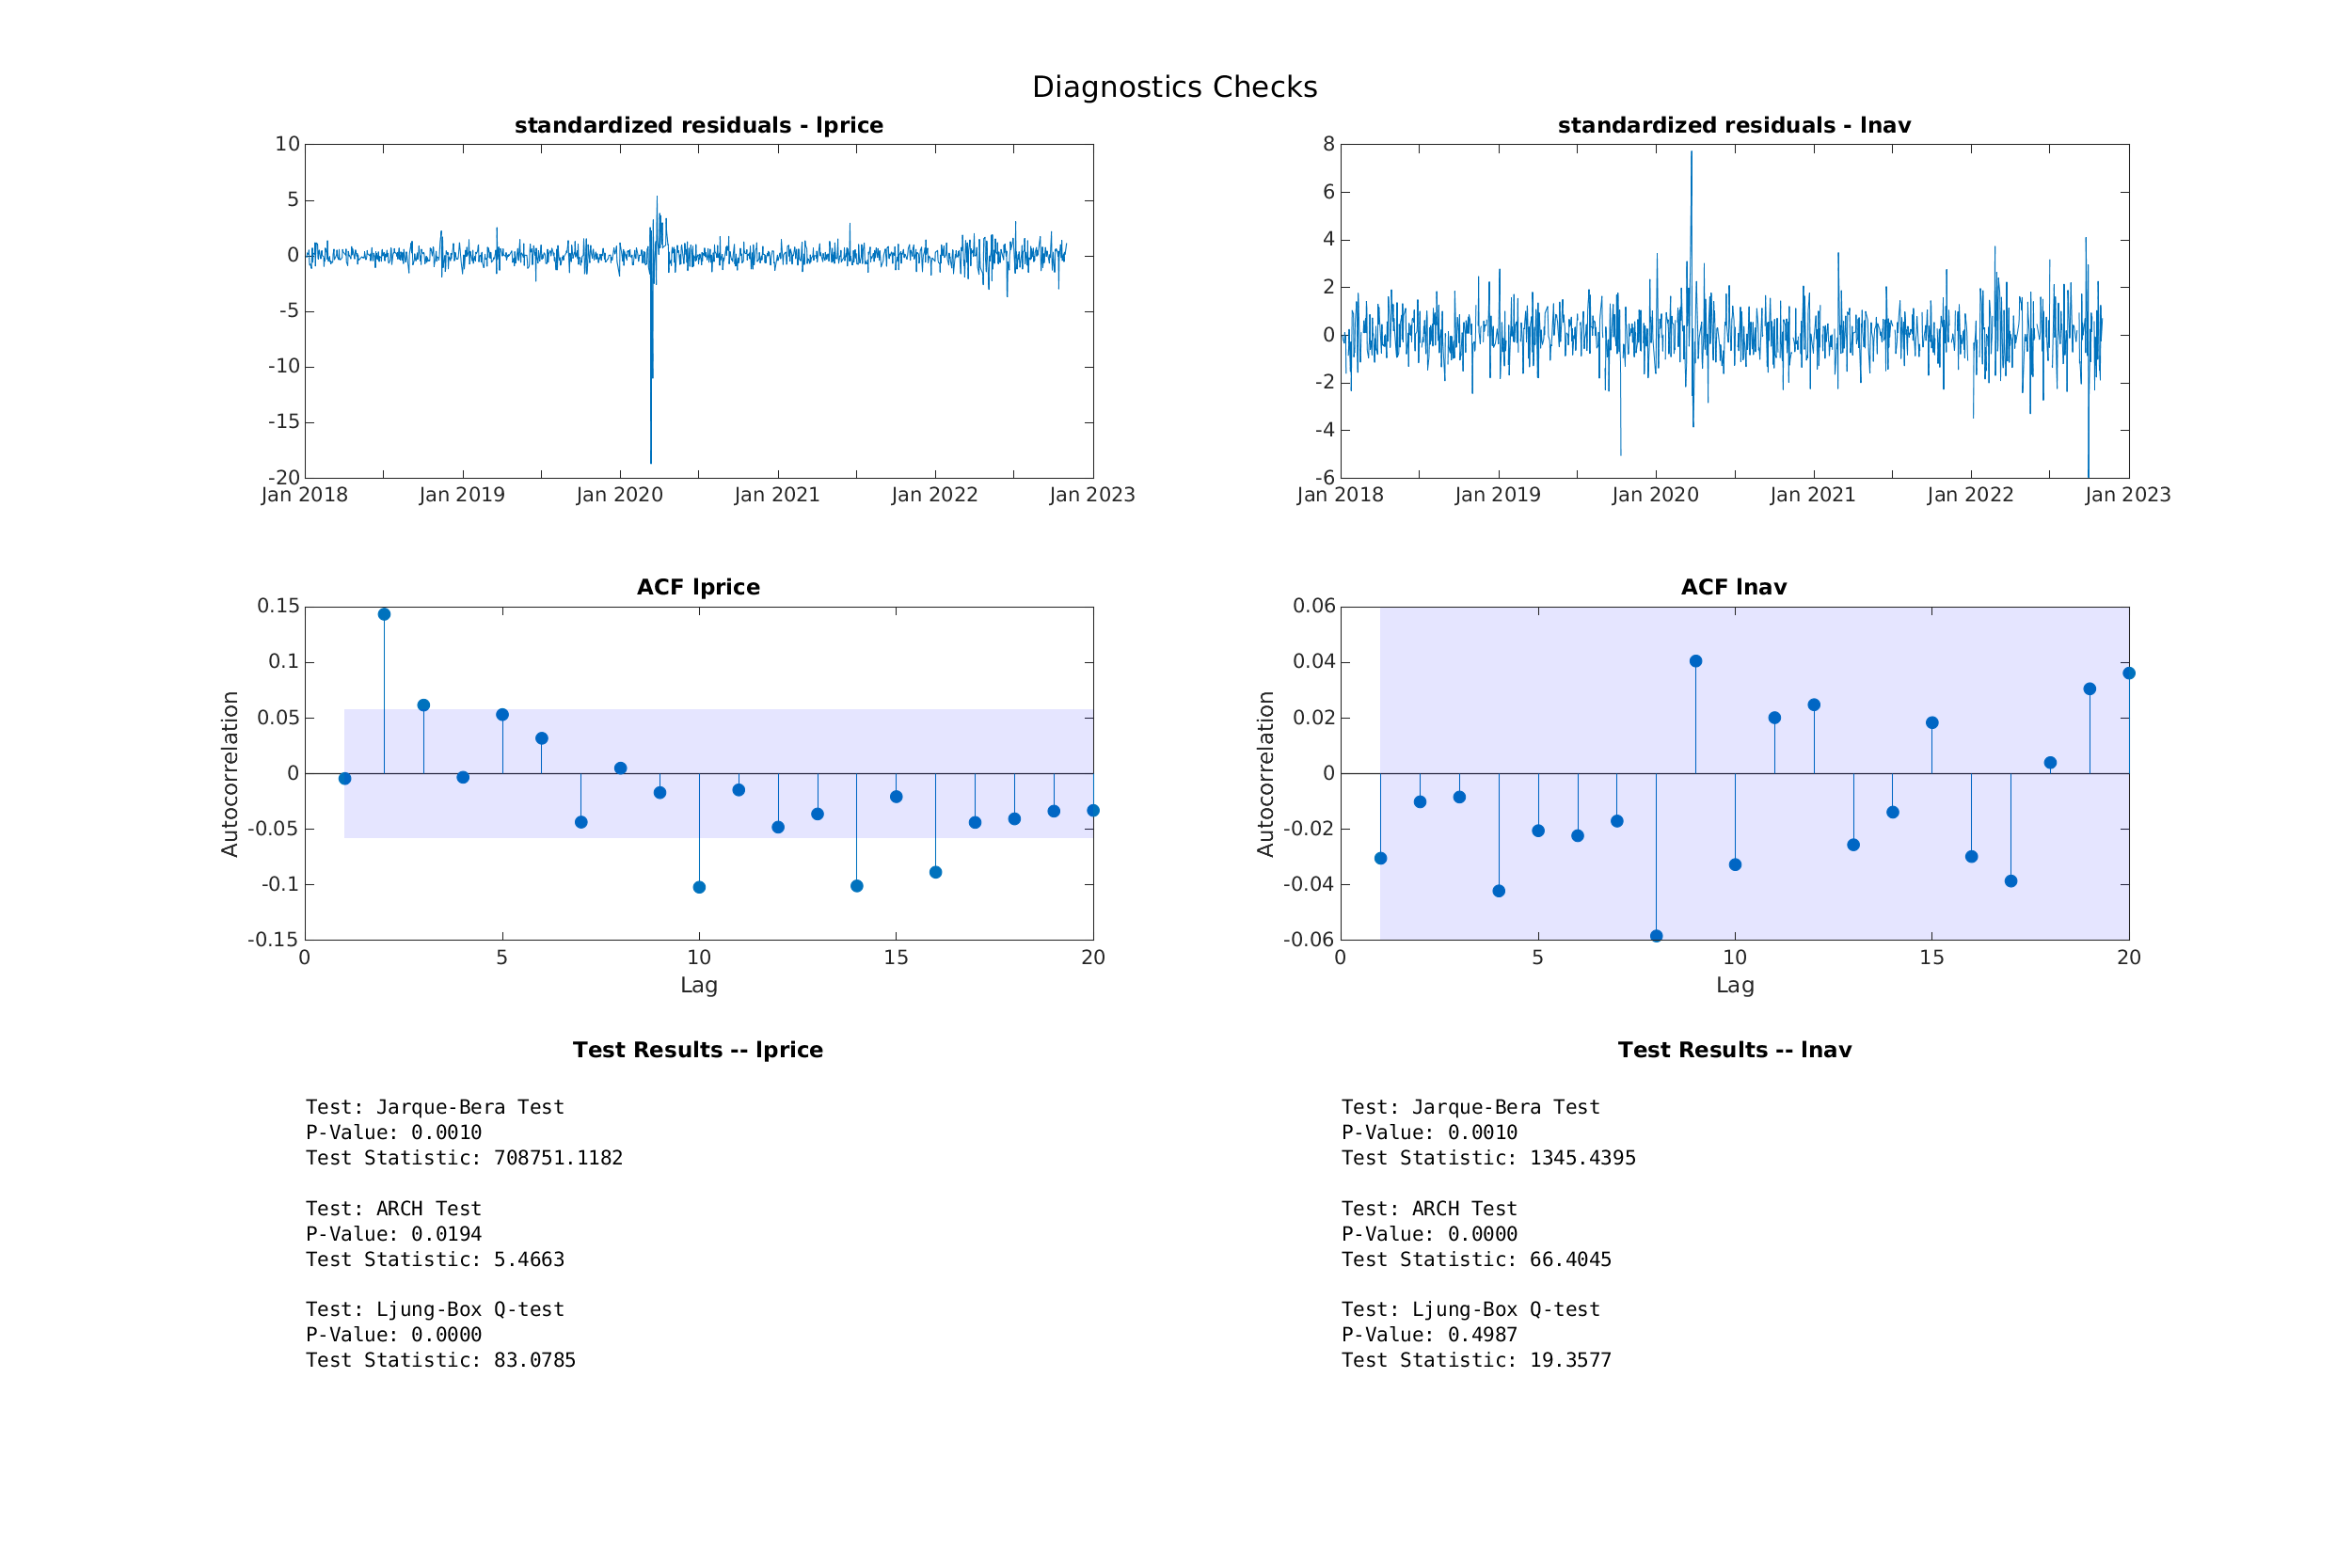 Diagnostics Checks
standardized residuals - lprice
10
5
0
-5
-10
-15
-20
Jan 2018 Jan 2019 Jan 2020 Jan 2021 Jan 2022 Jan 2023
standardized residuals - lnav
8
6
4
2
0
-2
-4
-6
Jan 2018 Jan 2019 Jan 2020 Jan 2021 Jan 2022 Jan 2023
ACF lprice
Autocorrelation
0.15
0.1
0.05
0
-0.05
-0.1
-0.15
0 5 10 15 20
Lag
ACF lnav
Autocorrelation
0.06
0.04
0.02
0
-0.02
-0.04
-0.06
0 5 10 15 20
Lag
Test Results -- lprice
Test: Jarque-Bera Test
P-Value: 0.0010
Test Statistic: 708751.1182
Test: ARCH Test
P-Value: 0.0194
Test Statistic: 5.4663
Test: Ljung-Box Q-test
P-Value: 0.0000
Test Statistic: 83.0785
Test Results -- lnav
Test: Jarque-Bera Test
P-Value: 0.0010
Test Statistic: 1345.4395
Test: ARCH Test
P-Value: 0.0000
Test Statistic: 66.4045
Test: Ljung-Box Q-test
P-Value: 0.4987
Test Statistic: 19.3577